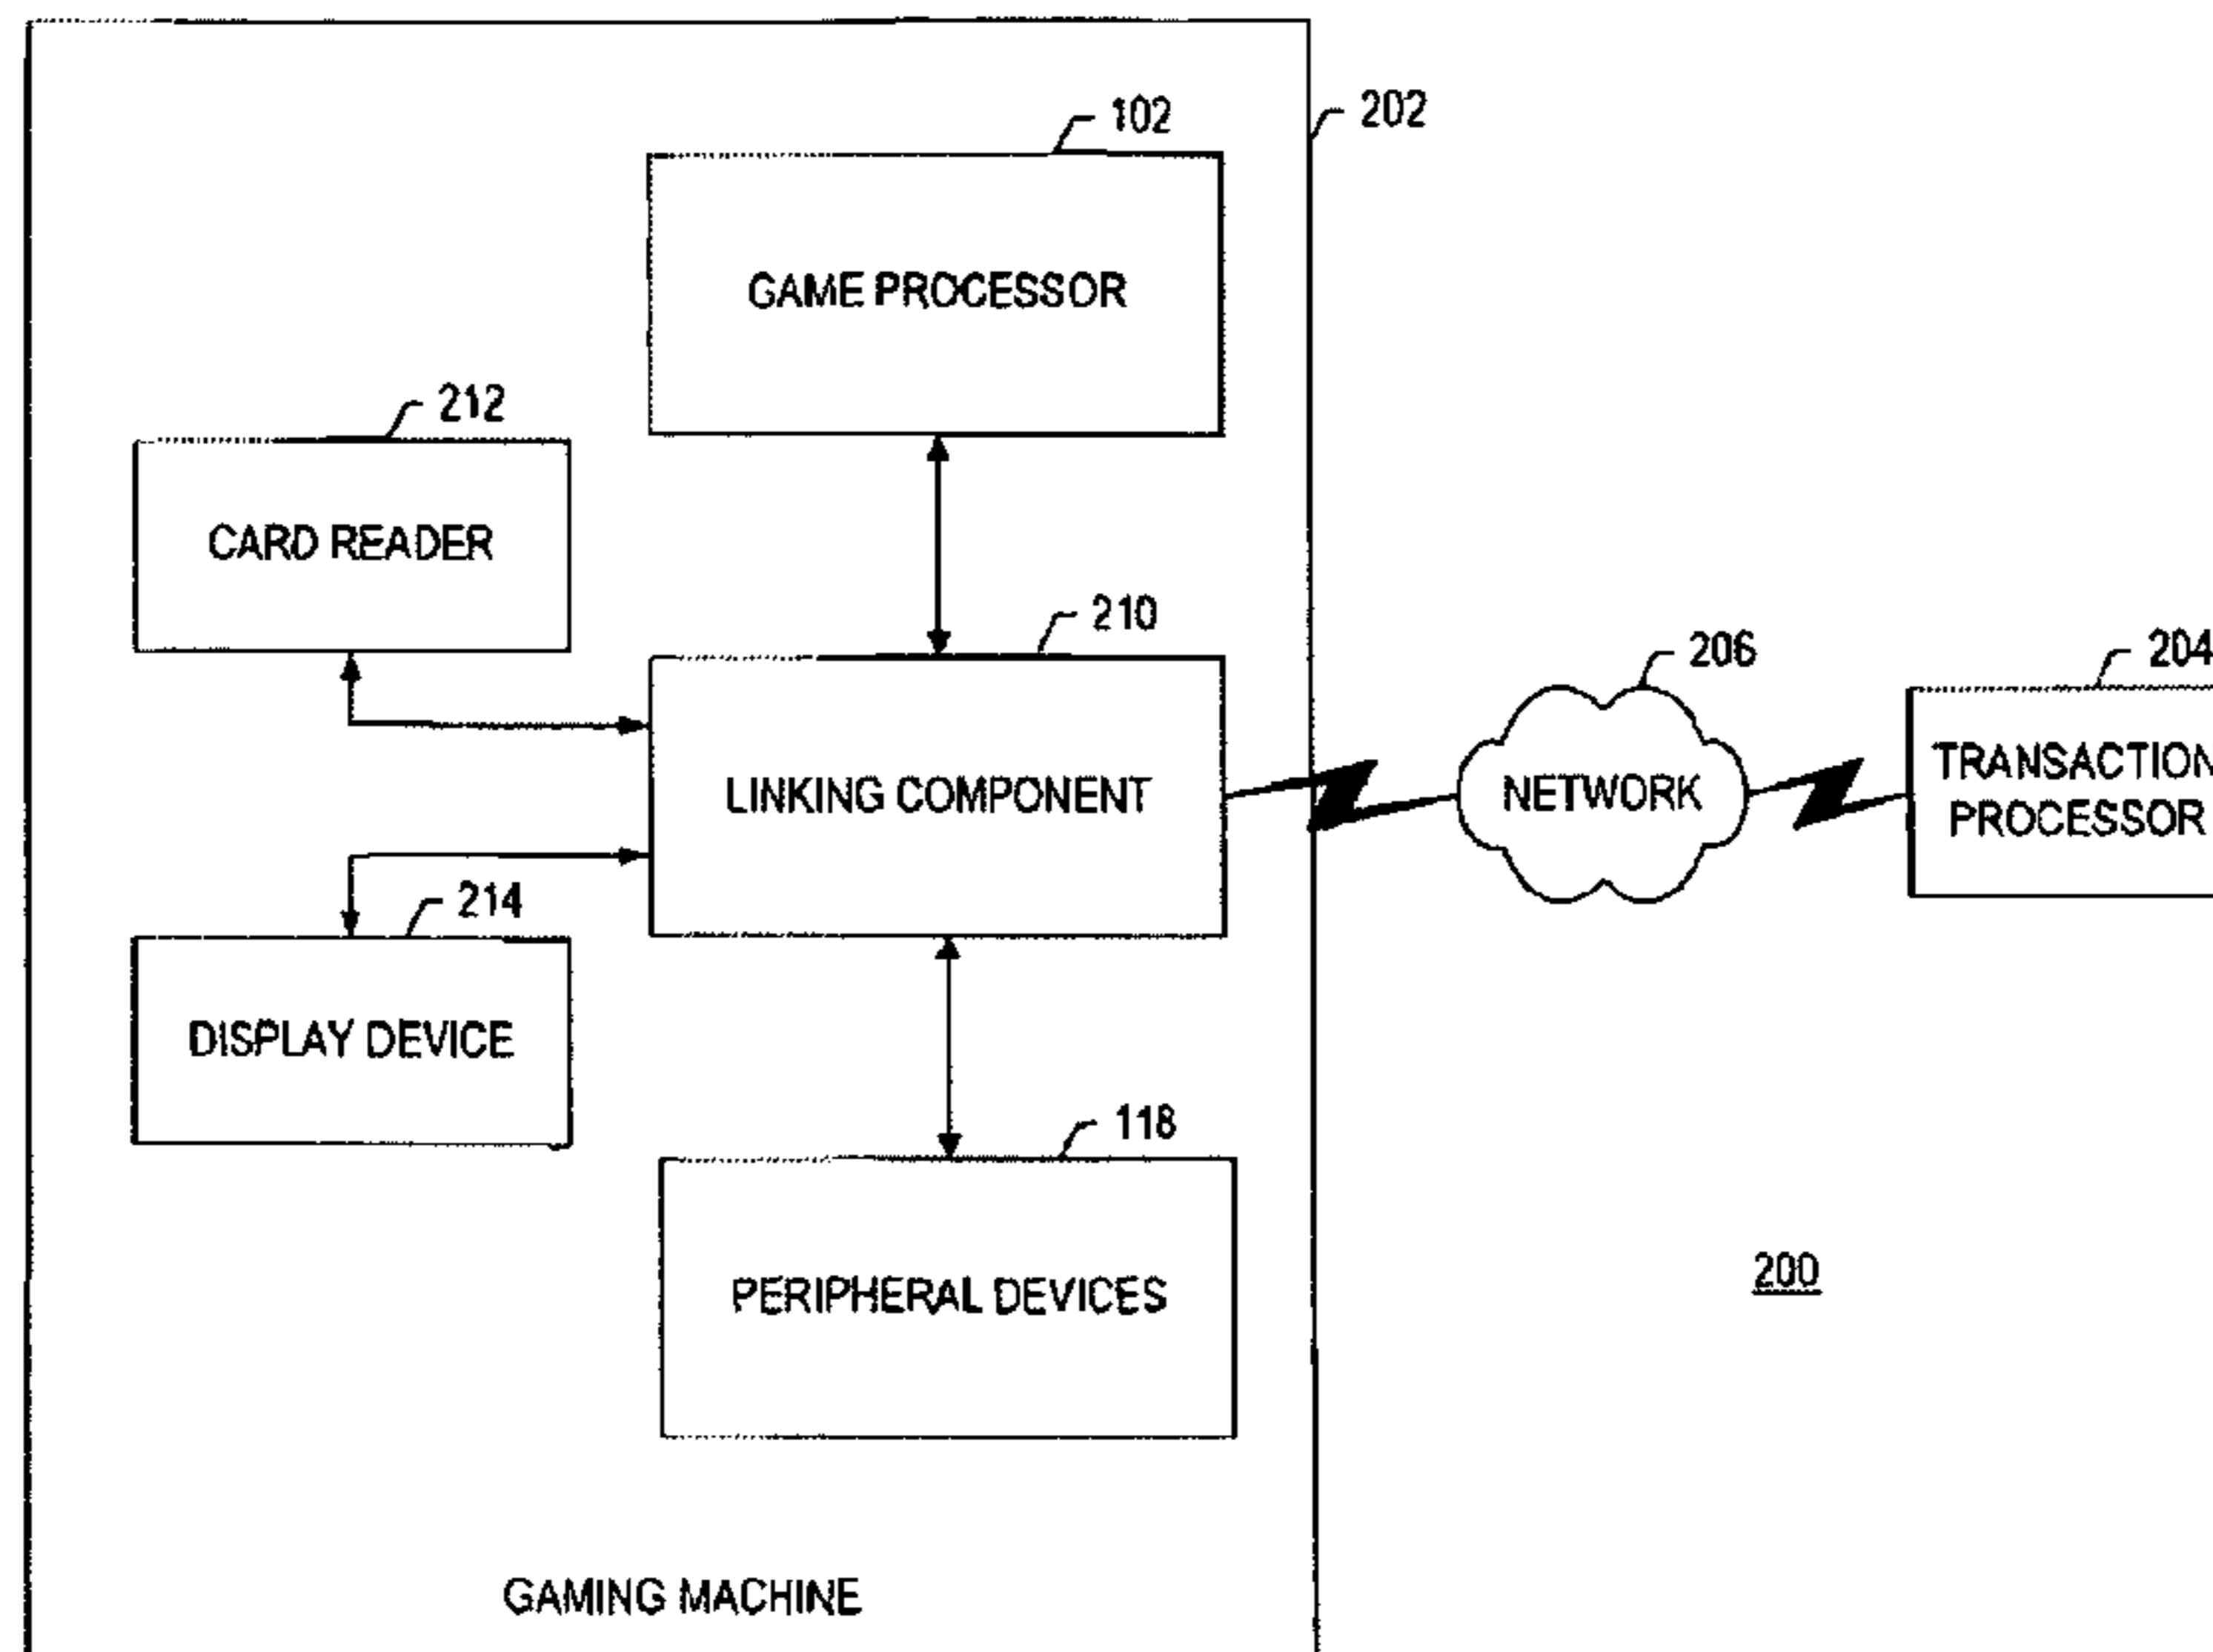 102
202
GAME PROCESSOR
212
CARD READER
210
206
204
LINKING COMPONENT
NETWORK
TRANSACTION
PROCESSOR
214
DISPLAY DEVICE
118
PERIPHERAL DEVICES
200
GAMING MACHINE